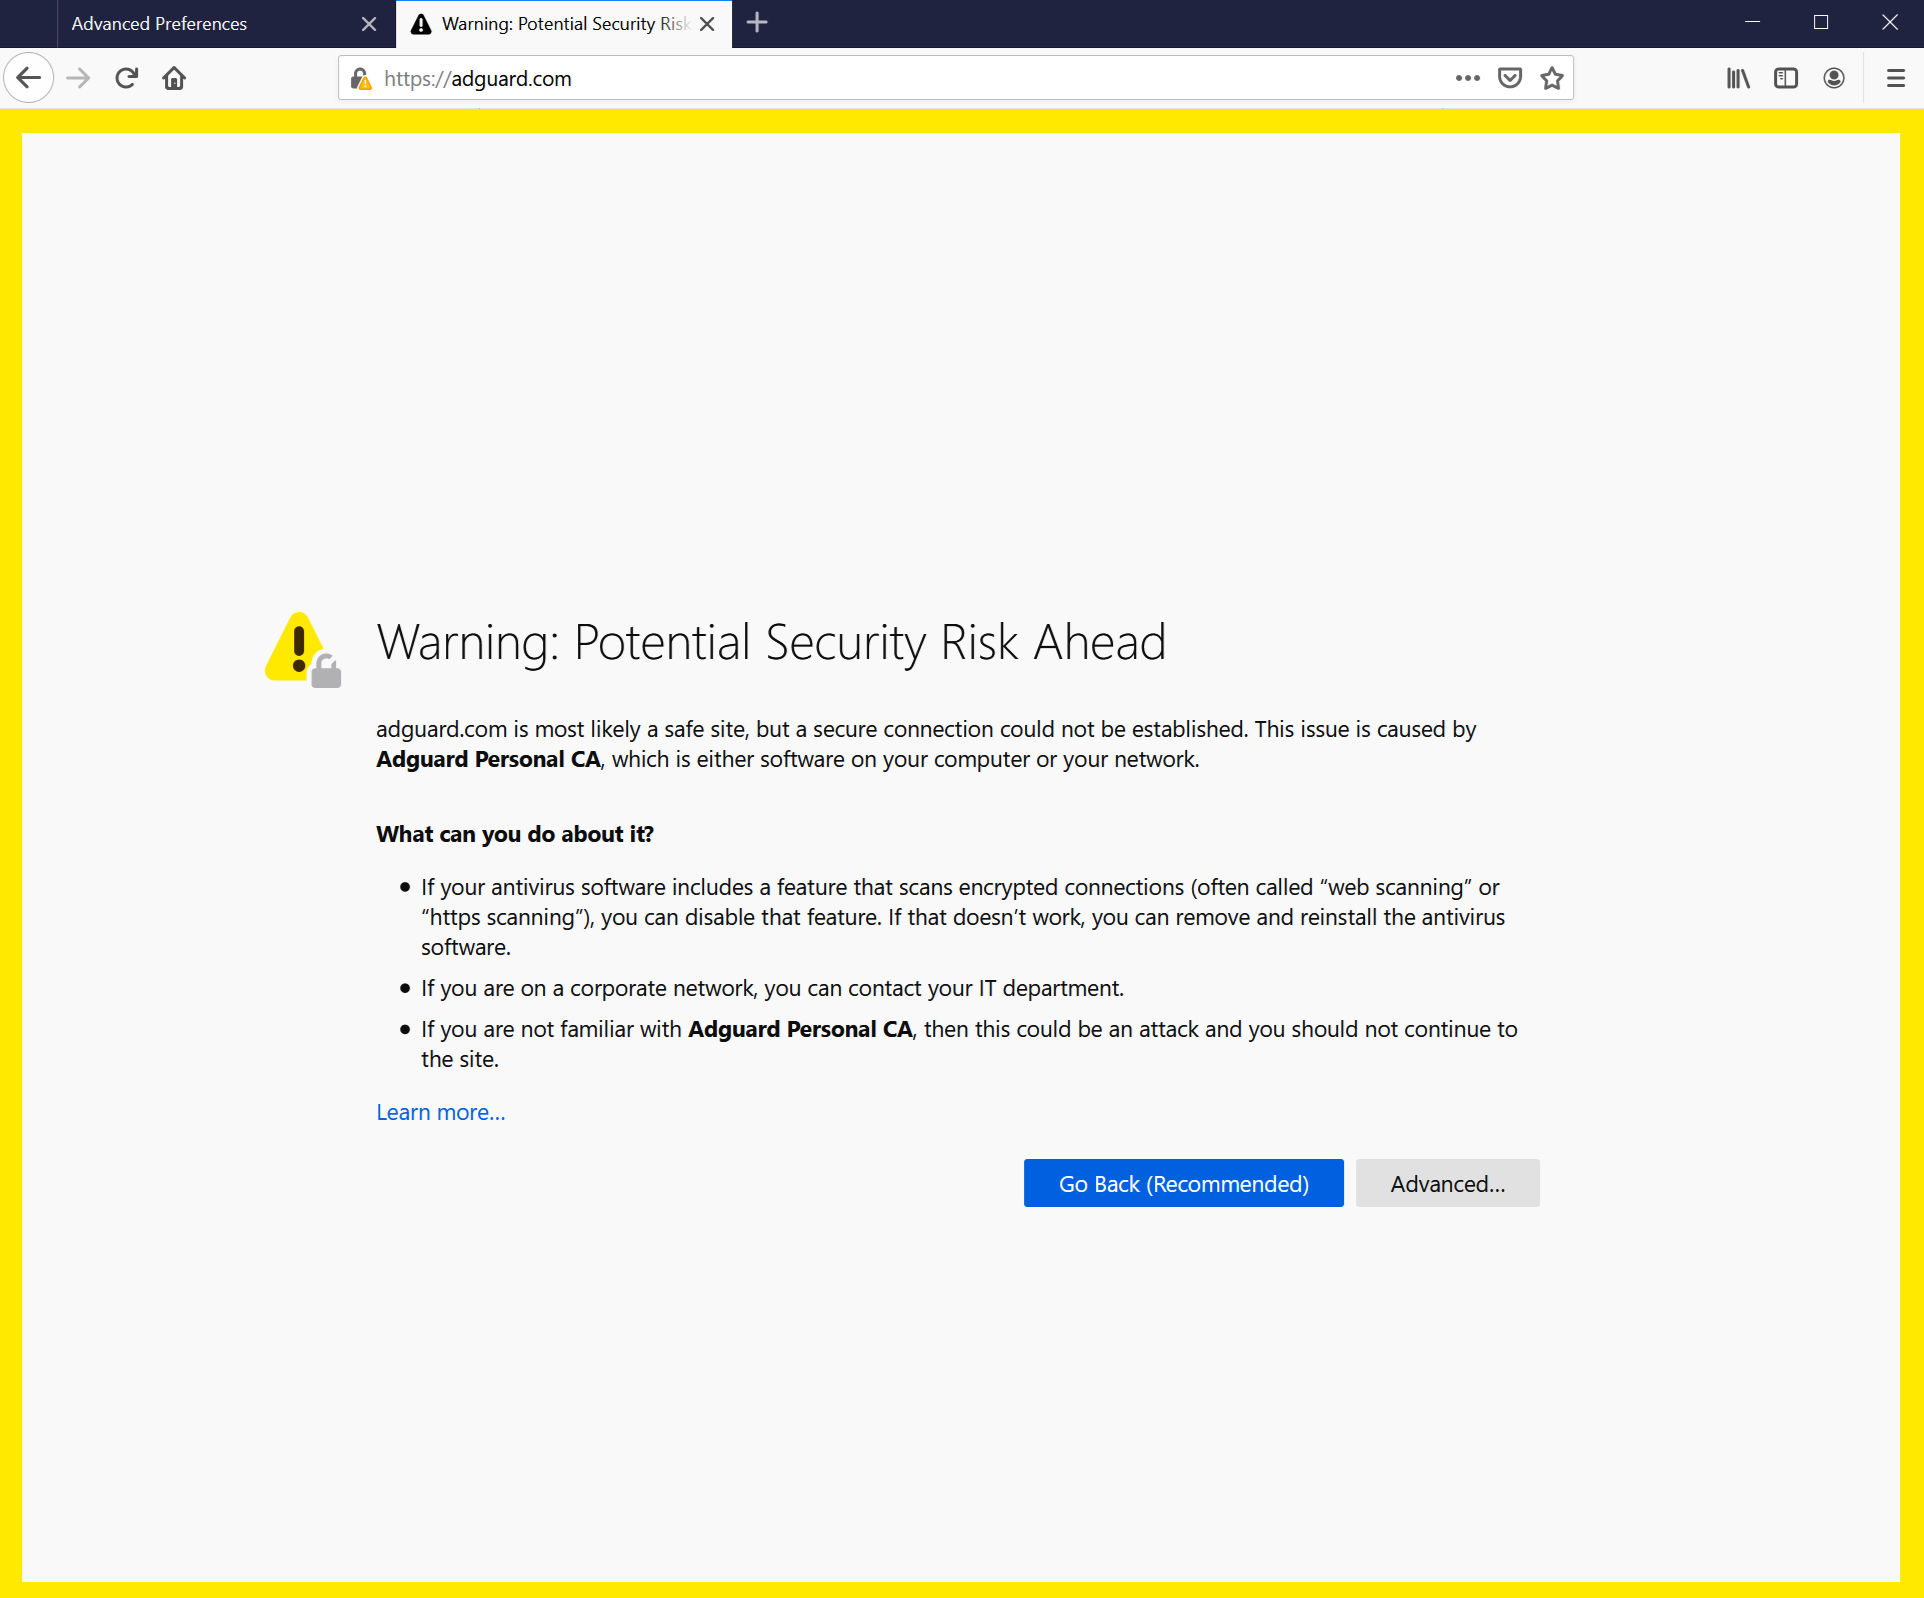 Advanced Preferences
Warning: Potential Security Risk
https://adguard.com
Warning: Potential Security Risk Ahead
adguard.com is most likely a safe site, but a secure connection could not be established. This issue is caused by
Adguard Personal CA, which is either software on your computer or your network.
What can you do about it?
If your antivirus software includes a feature that scans encrypted connections (often called “web scanning” or
“https scanning”), you can disable that feature. If that doesn’t work, you can remove and reinstall the antivirus
software.
If you are on a corporate network, you can contact your IT department.
If you are not familiar with Adguard Personal CA, then this could be an attack and you should not continue to
the site.
Learn more…
Go Back (Recommended)
Advanced…